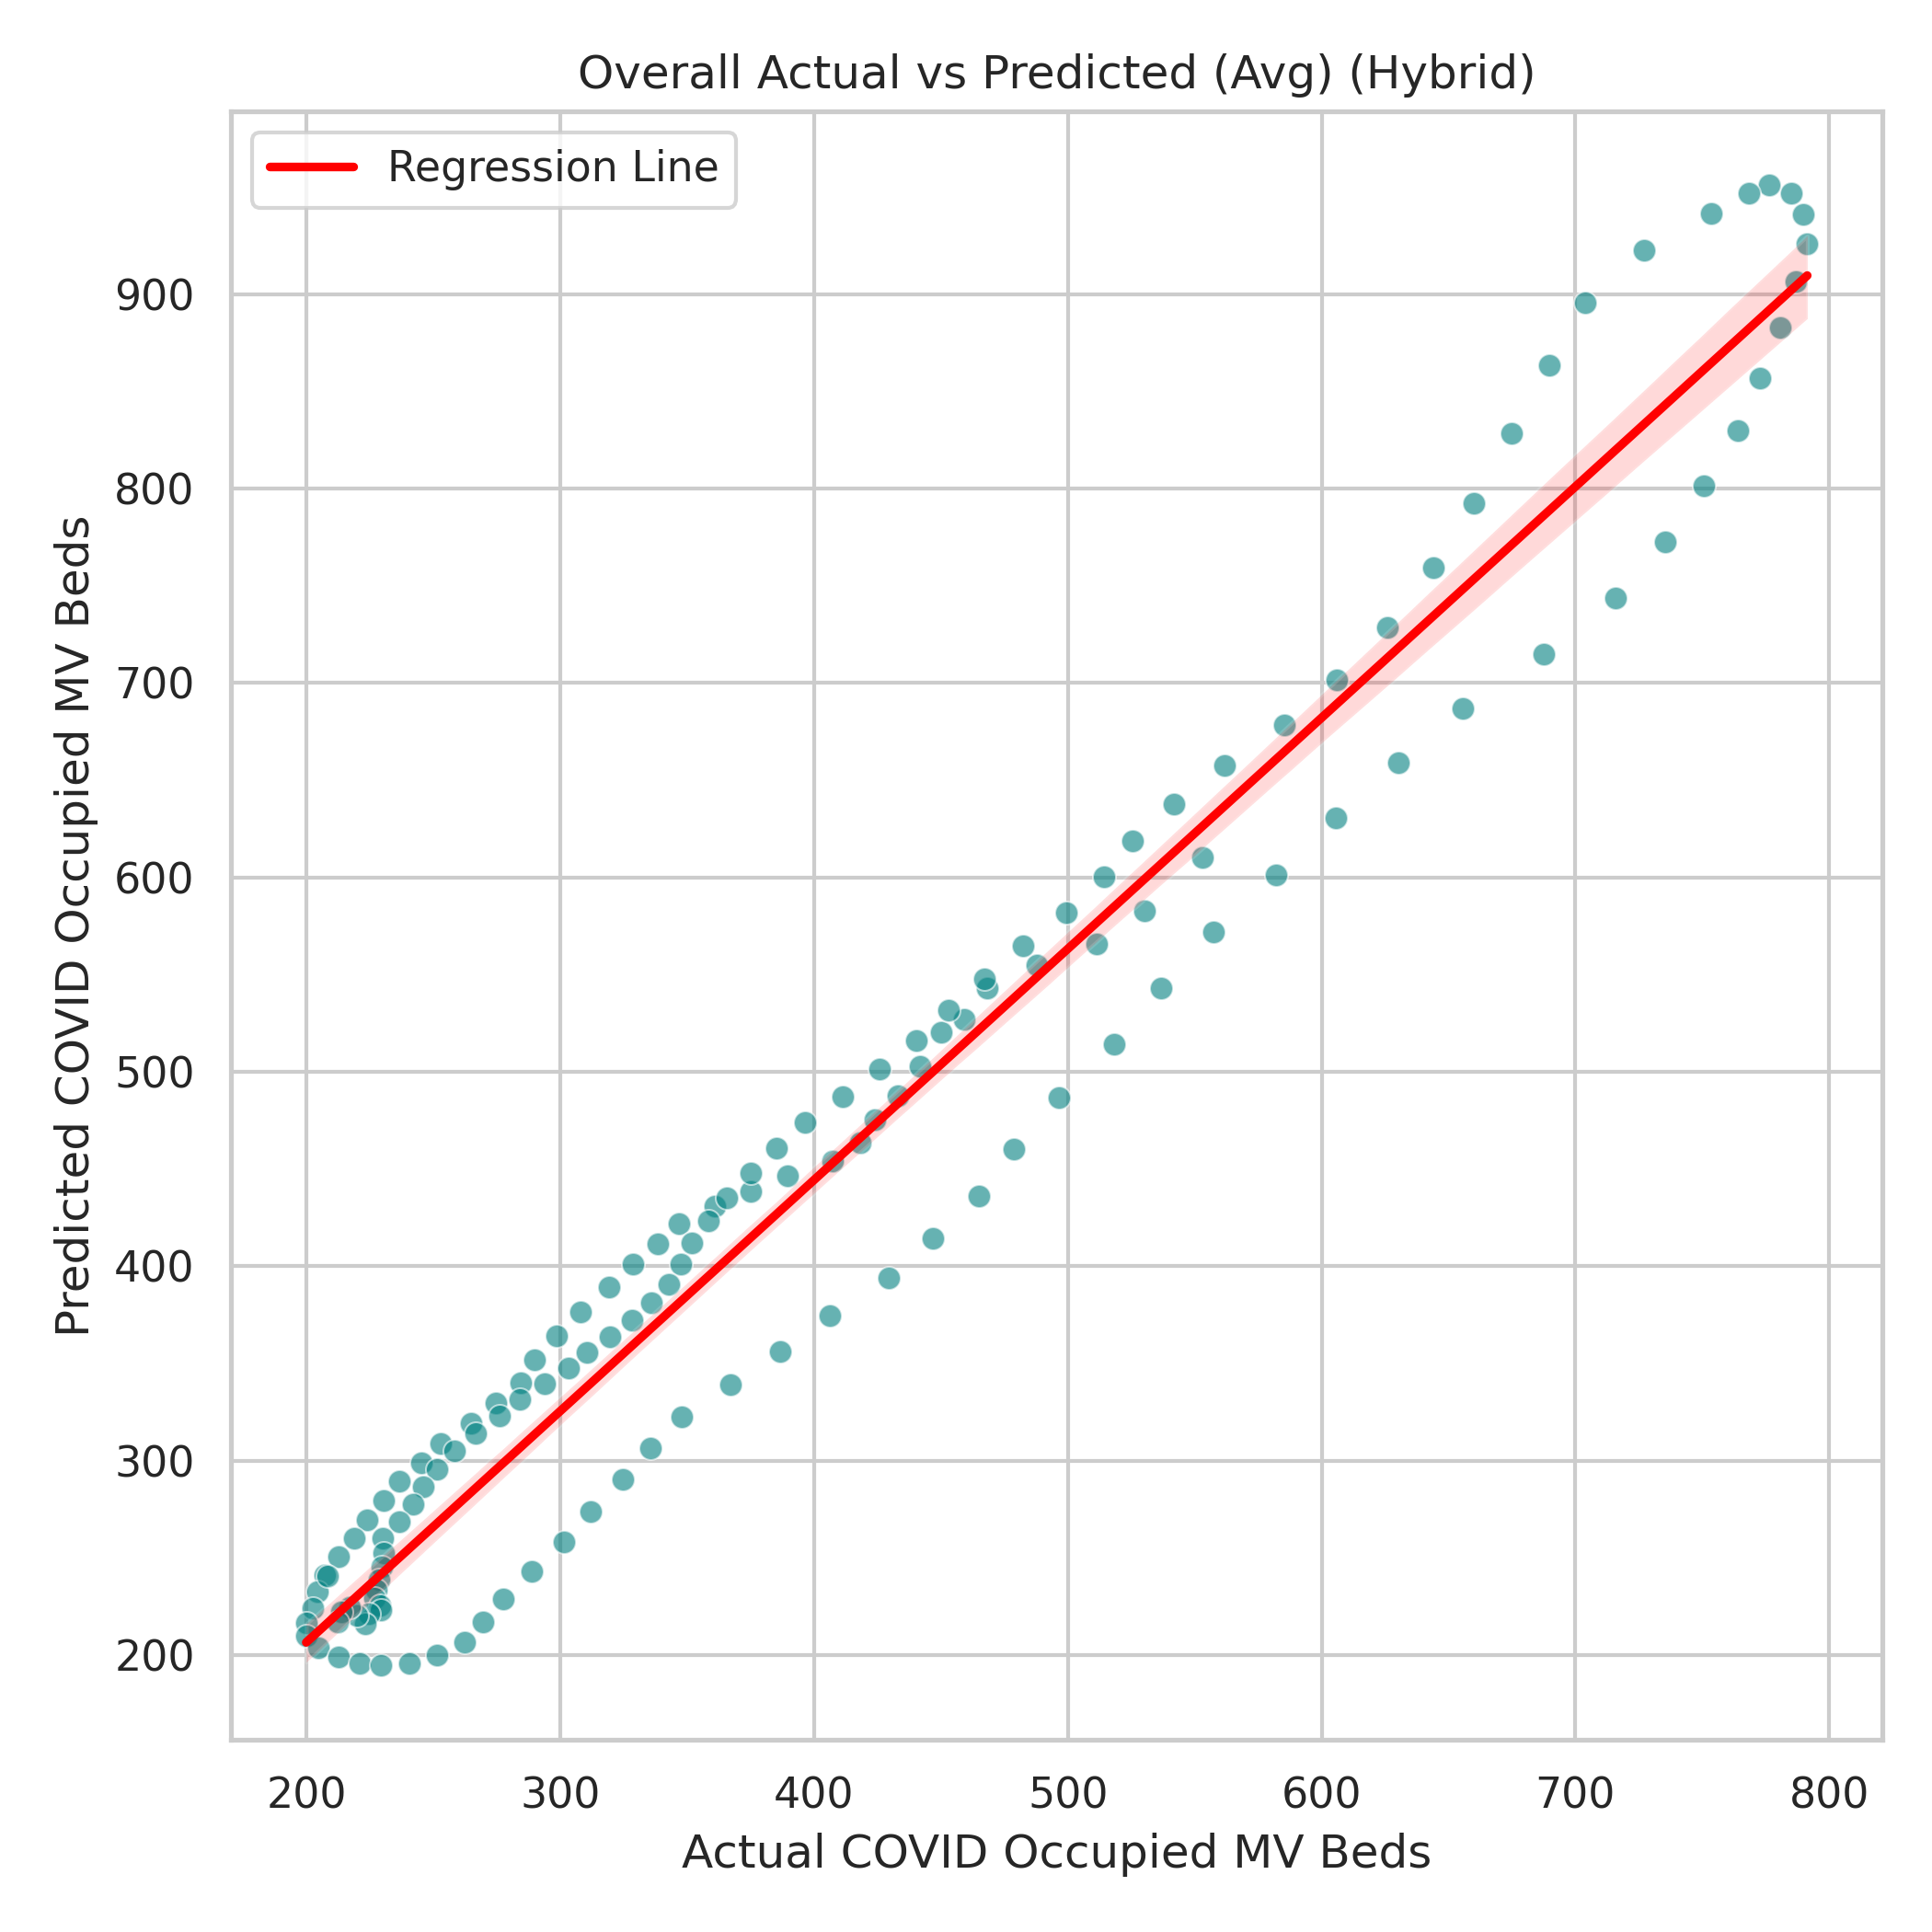 Overall Actual vs Predicted (Avg) (Hybrid)
Regression Line
Predicted COVID Occupied MV Beds
900
800
700
600
500
400
300
200
200 300 400 500 600 700 800
Actual COVID Occupied MV Beds